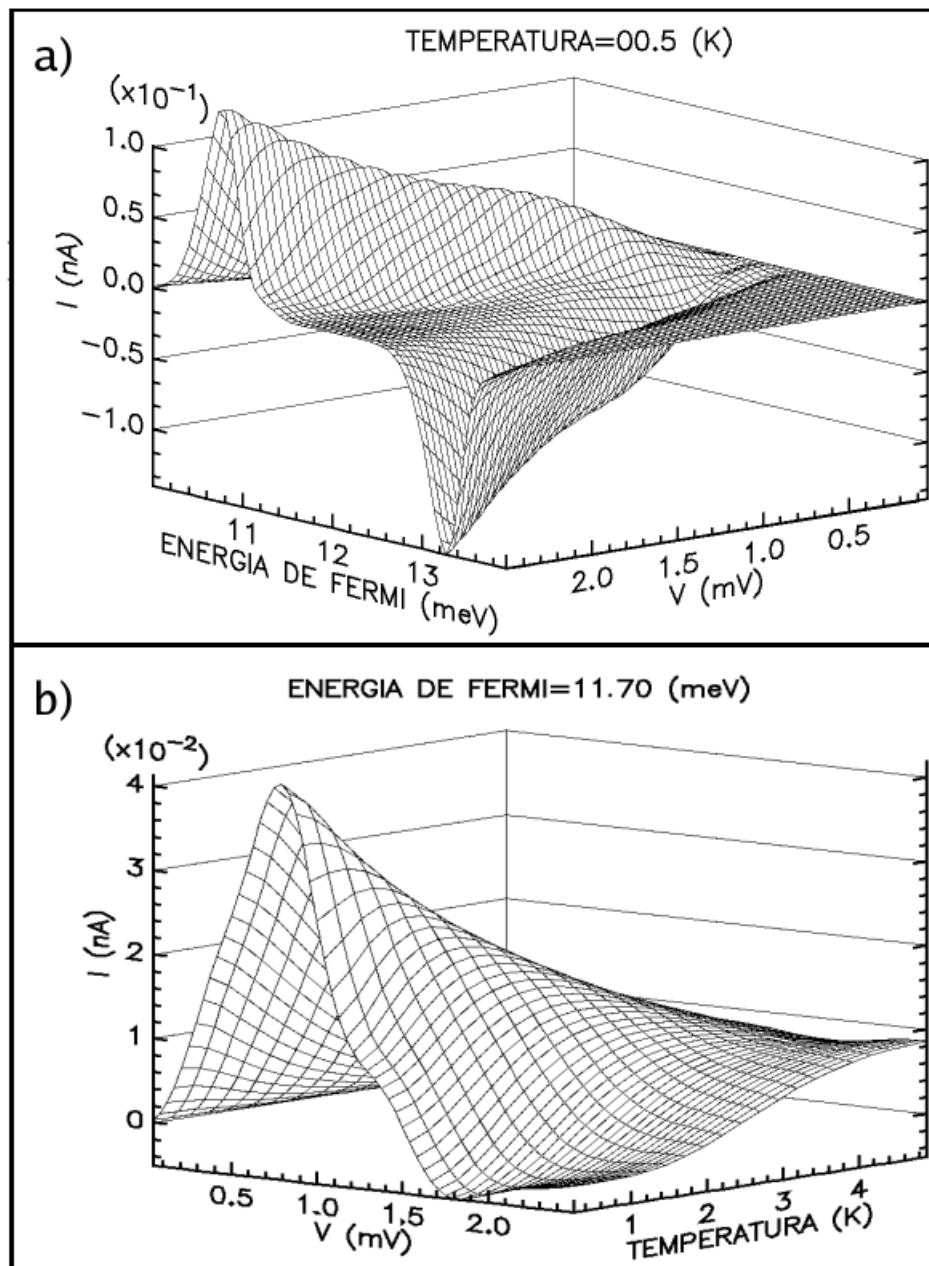 a)
TEMPERATURA=00.5 (K)
(×10⁻¹)
1.0
0.5
0.0
−0.5
−1.0
I (nA)
11
12
13
ENERGIA DE FERMI (meV)
2.0
1.5
1.0
0.5
V (mV)
b)
ENERGIA DE FERMI=11.70 (meV)
(×10⁻²)
4
3
2
1
0
I (nA)
0.5
1.0
1.5
2.0
V (mV)
1
2
3
4
TEMPERATURA (K)